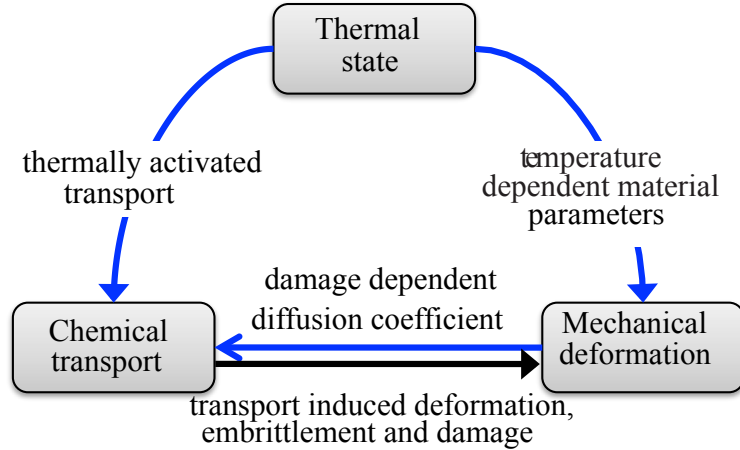 Thermal
state
thermally activated
transport
temperature
dependent material
parameters
damage dependent
diffusion coefficient
Chemical
transport
Mechanical
deformation
transport induced deformation,
embrittlement and damage